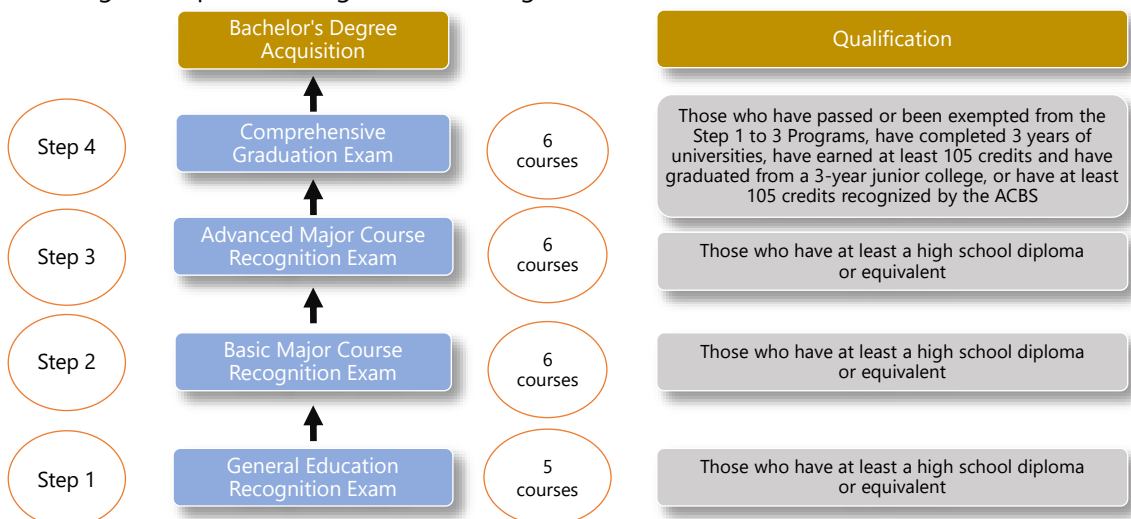 Bachelor's Degree
Acquisition
Qualification
Step 4
Comprehensive
Graduation Exam
6
courses
Those who have passed or been exempted from the
Step 1 to 3 Programs, have completed 3 years of
universities, have earned at least 105 credits and have
graduated from a 3-year junior college, or have at least
105 credits recognized by the ACBS
Step 3
Advanced Major Course
Recognition Exam
6
courses
Those who have at least a high school diploma
or equivalent
Step 2
Basic Major Course
Recognition Exam
6
courses
Those who have at least a high school diploma
or equivalent
Step 1
General Education
Recognition Exam
5
courses
Those who have at least a high school diploma
or equivalent